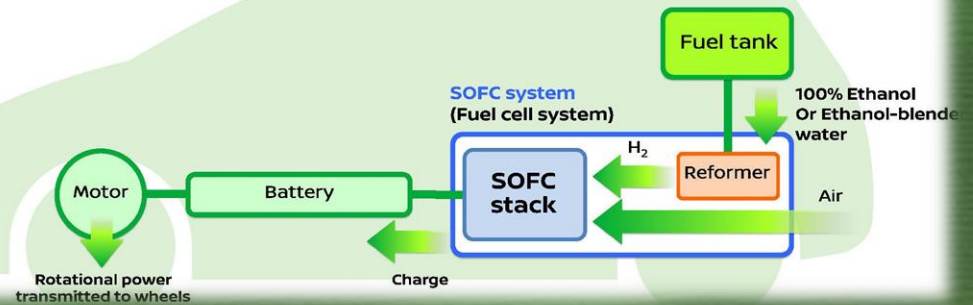 Fuel tank
SOFC system
(Fuel cell system)
100% Ethanol
Or Ethanol-blende
water
H₂
Reformer
SOFC
stack
Air
Motor
Battery
Charge
Rotational power
transmitted to wheels